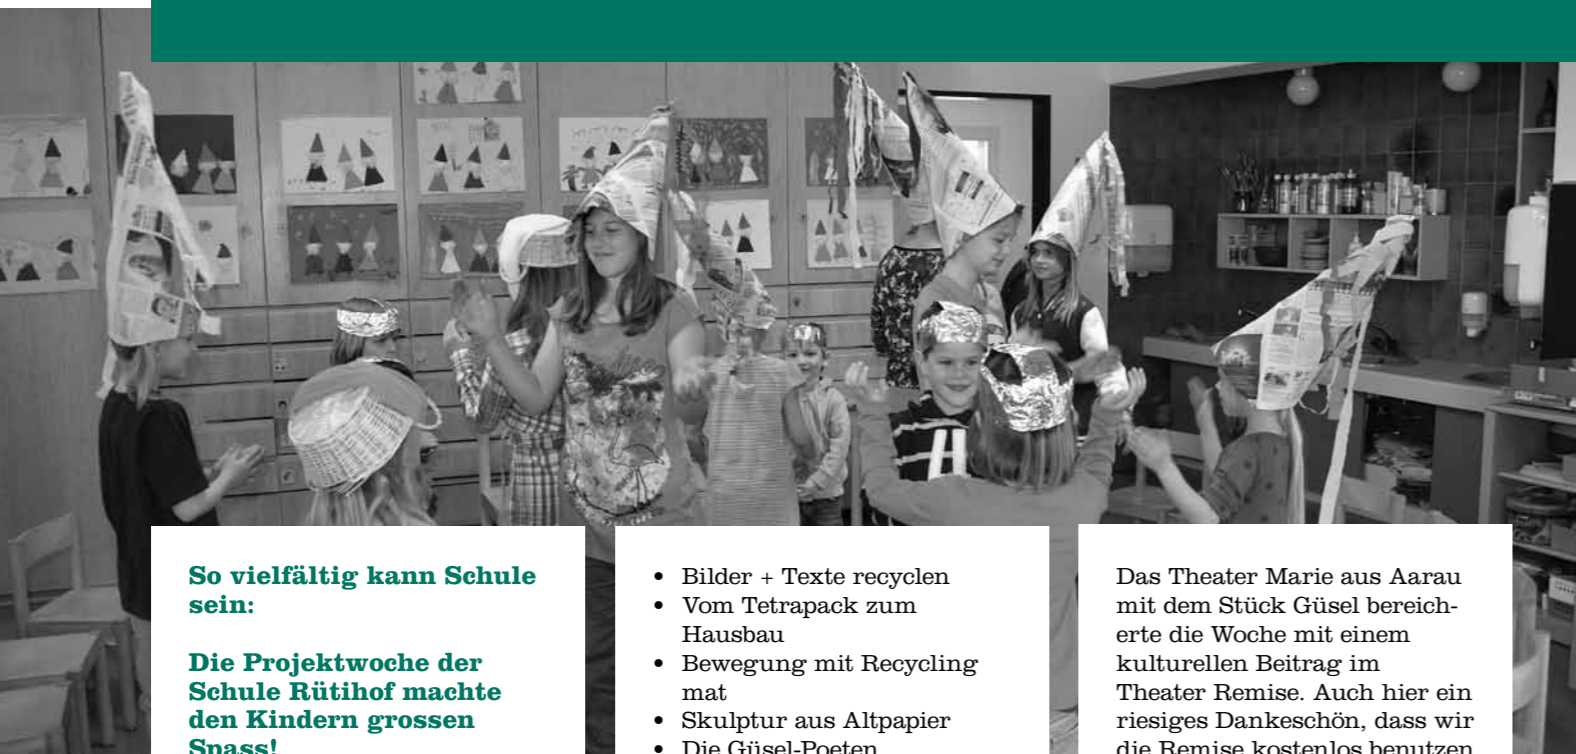 So vielfältig kann Schule
sein:
Die Projektwoche der
Schule Rütihof machte
den Kindern grossen
Spass!
• Bilder + Texte recyclen
• Vom Tetrapack zum
Hausbau
• Bewegung mit Recycling
mat
• Skulptur aus Altpapier
• Die Güsel-Poeten
Das Theater Marie aus Aarau
mit dem Stück Güsel bereich-
erte die Woche mit einem
kulturellen Beitrag im
Theater Remise. Auch hier ein
riesiges Dankeschön, dass wir
die Remise kostenlos benutzen